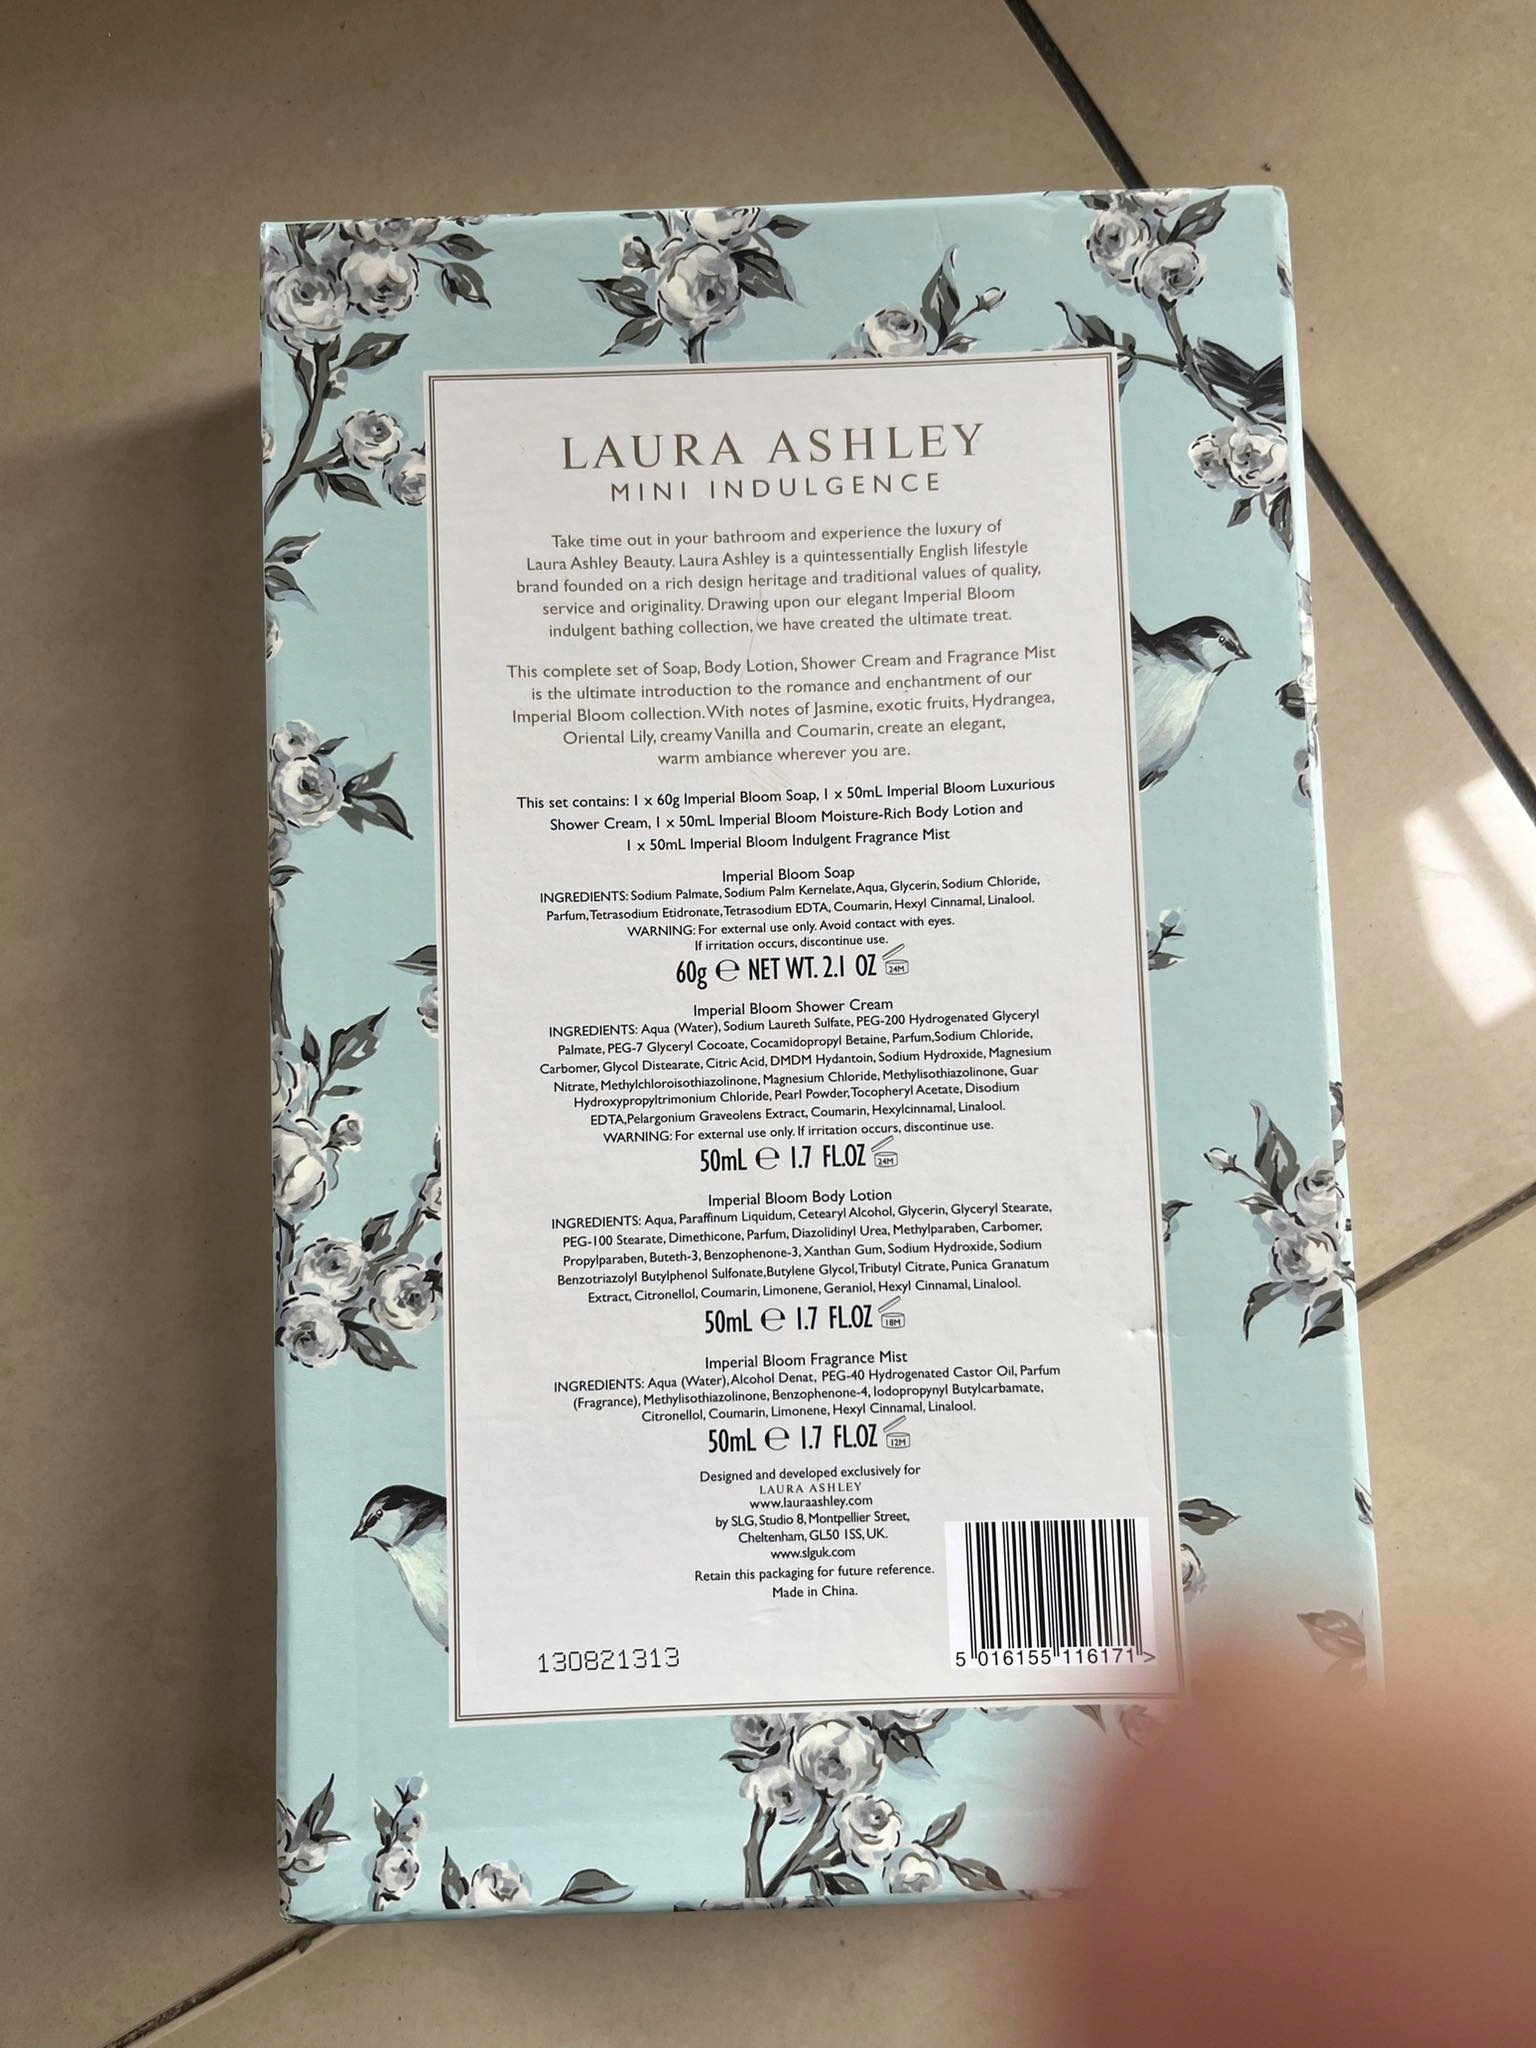 LAURA ASHLEY
MINI INDULGENCE
Take time out in your bathroom and experience the luxury of
Laura Ashley Beauty. Laura Ashley is a quintessentially English lifestyle
brand founded on a rich design heritage and traditional values of quality,
service and originality. Drawing upon our elegant Imperial Bloom
indulgent bathing collection, we have created the ultimate treat.
This complete set of Soap, Body Lotion, Shower Cream and Fragrance Mist
is the ultimate introduction to the romance and enchantment of our
Imperial Bloom collection. With notes of Jasmine, exotic fruits, Hydrangea,
Oriental Lily, creamy Vanilla and Coumarin, create an elegant,
warm ambiance wherever you are.
This set contains: 1 x 60g Imperial Bloom Soap, 1 x 50mL Imperial Bloom Luxurious
Shower Cream, 1 x 50mL Imperial Bloom Moisture-Rich Body Lotion and
1 x 50mL Imperial Bloom Indulgent Fragrance Mist
Imperial Bloom Soap
INGREDIENTS: Sodium Palmate, Sodium Palm Kernelate, Aqua, Glycerin, Sodium Chloride,
Parfum, Tetrasodium Etidronate, Tetrasodium EDTA, Coumarin, Hexyl Cinnamal, Linalool.
WARNING: For external use only. Avoid contact with eyes.
If irritation occurs, discontinue use.
60g ℮ NET WT. 2.1 OZ 24M
Imperial Bloom Shower Cream
INGREDIENTS: Aqua (Water), Sodium Laureth Sulfate, PEG-200 Hydrogenated Glyceryl
Palmate, PEG-7 Glyceryl Cocoate, Cocamidopropyl Betaine, Parfum,Sodium Chloride,
Carbomer, Glycol Distearate, Citric Acid, DMDM Hydantoin, Sodium Hydroxide, Magnesium
Nitrate, Methylchloroisothiazolinone, Magnesium Chloride, Methylisothiazolinone, Guar
Hydroxypropyltrimonium Chloride, Pearl Powder, Tocopheryl Acetate, Disodium
EDTA,Pelargonium Graveolens Extract, Coumarin, Hexylcinnamal, Linalool.
WARNING: For external use only. If irritation occurs, discontinue use.
50mL ℮ 1.7 FL.OZ 24M
Imperial Bloom Body Lotion
INGREDIENTS: Aqua, Paraffinum Liquidum, Cetearyl Alcohol, Glycerin, Glyceryl Stearate,
PEG-100 Stearate, Dimethicone, Parfum, Diazolidinyl Urea, Methylparaben, Carbomer,
Propylparaben, Buteth-3, Benzophenone-3, Xanthan Gum, Sodium Hydroxide, Sodium
Benzotriazolyl Butylphenol Sulfonate,Butylene Glycol, Tributyl Citrate, Punica Granatum
Extract, Citronellol, Coumarin, Limonene, Geraniol, Hexyl Cinnamal, Linalool.
50mL ℮ 1.7 FL.OZ 18M
Imperial Bloom Fragrance Mist
INGREDIENTS: Aqua (Water), Alcohol Denat, PEG-40 Hydrogenated Castor Oil, Parfum
(Fragrance), Methylisothiazolinone, Benzophenone-4, Iodopropynyl Butylcarbamate,
Citronellol, Coumarin, Limonene, Hexyl Cinnamal, Linalool.
50mL ℮ 1.7 FL.OZ 12M
Designed and developed exclusively for
LAURA ASHLEY
www.lauraashley.com
by SLG, Studio 8, Montpellier Street,
Cheltenham, GL50 1SS, UK.
www.slguk.com
Retain this packaging for future reference.
Made in China.
130821313
5 016155 116171 >